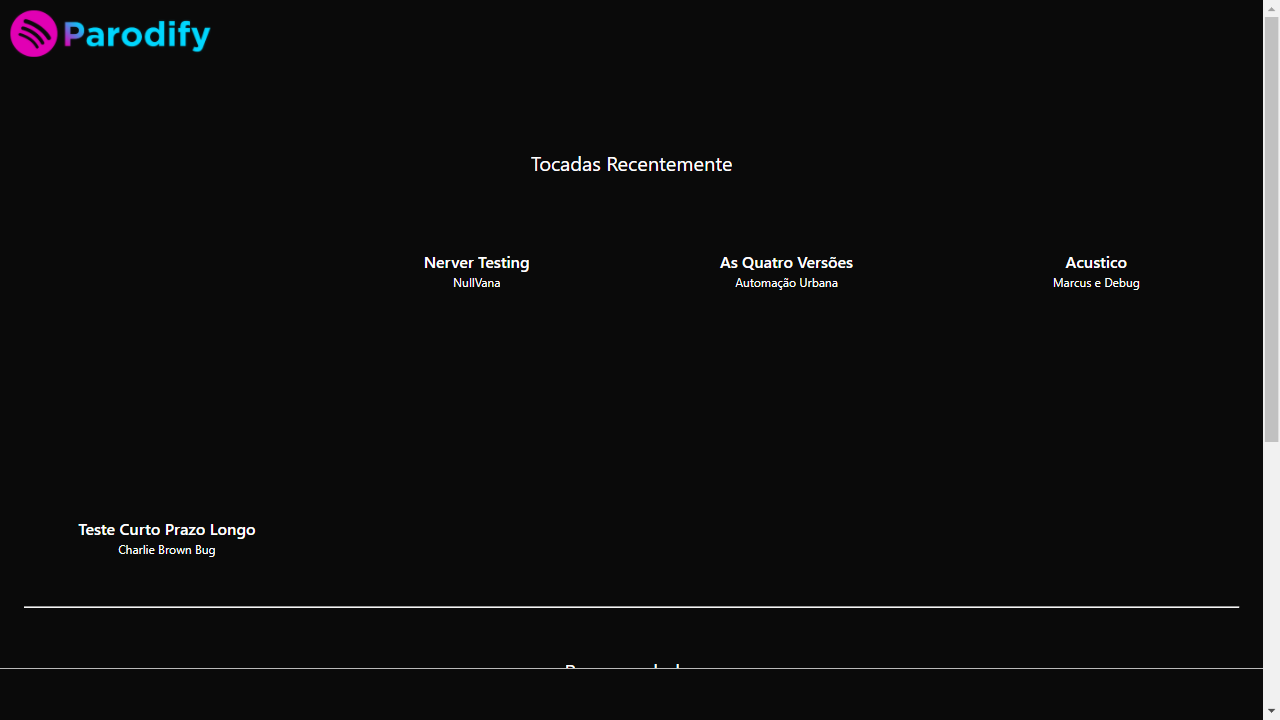 Parodify
Tocadas Recentemente
Nerver Testing
NullVana
As Quatro Versões
Automação Urbana
Acustico
Marcus e Debug
Teste Curto Prazo Longo
Charlie Brown Bug